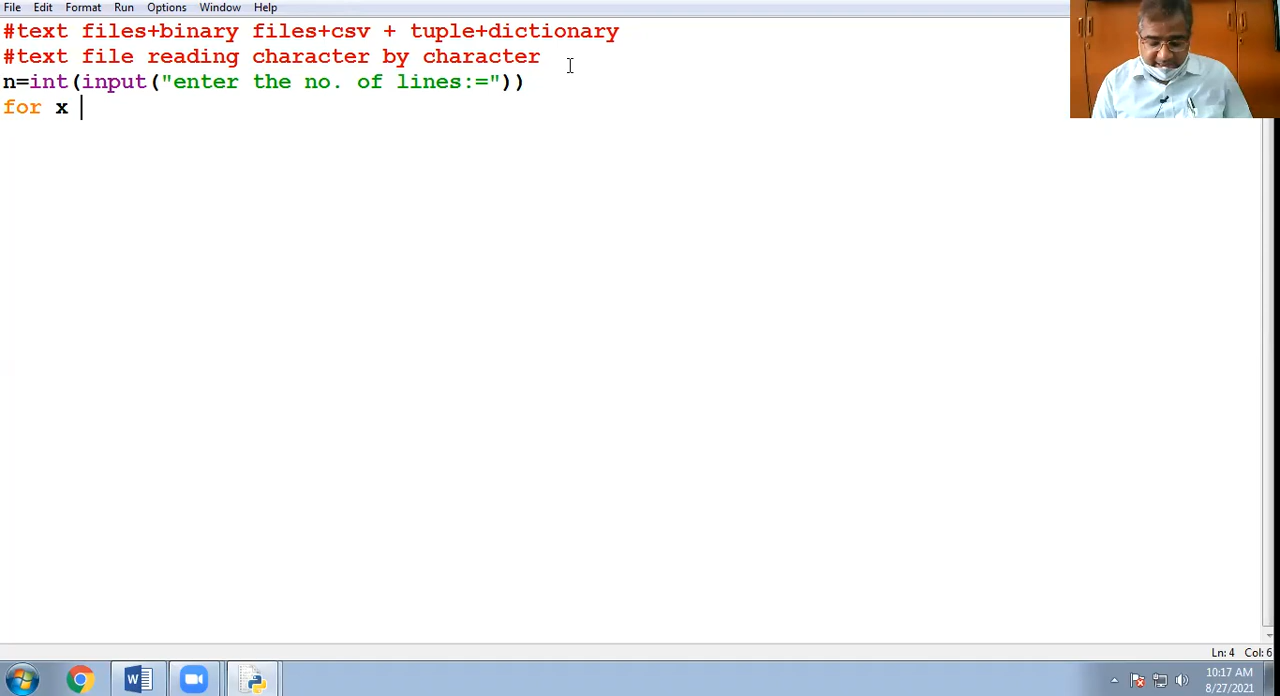 File Edit Format Run Options Window Help
#text files+binary files+csv + tuple+dictionary
#text file reading character by character
n=int(input("enter the no. of lines:="))
for x
Ln: 4 Col: 6
W
10:17 AM
8/27/2021